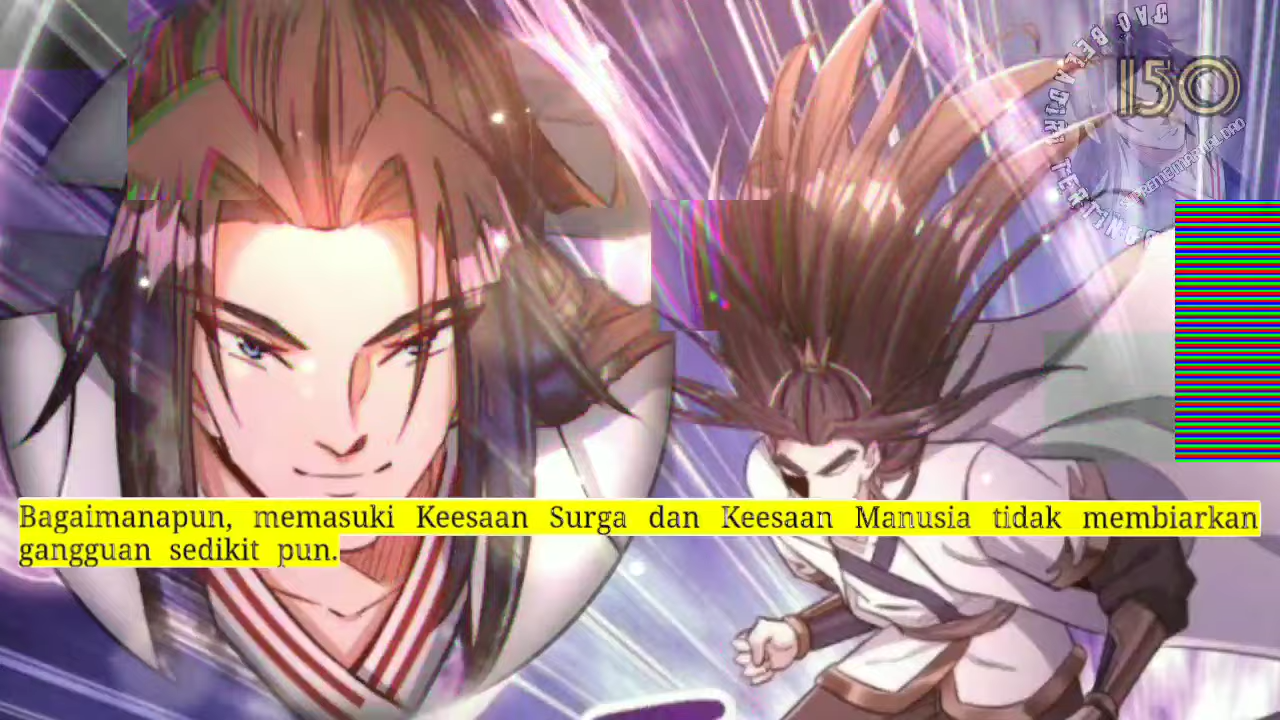 150
Bagaimanapun, memasuki Keesaan Surga dan Keesaan Manusia tidak membiarkan
gangguan sedikit pun.